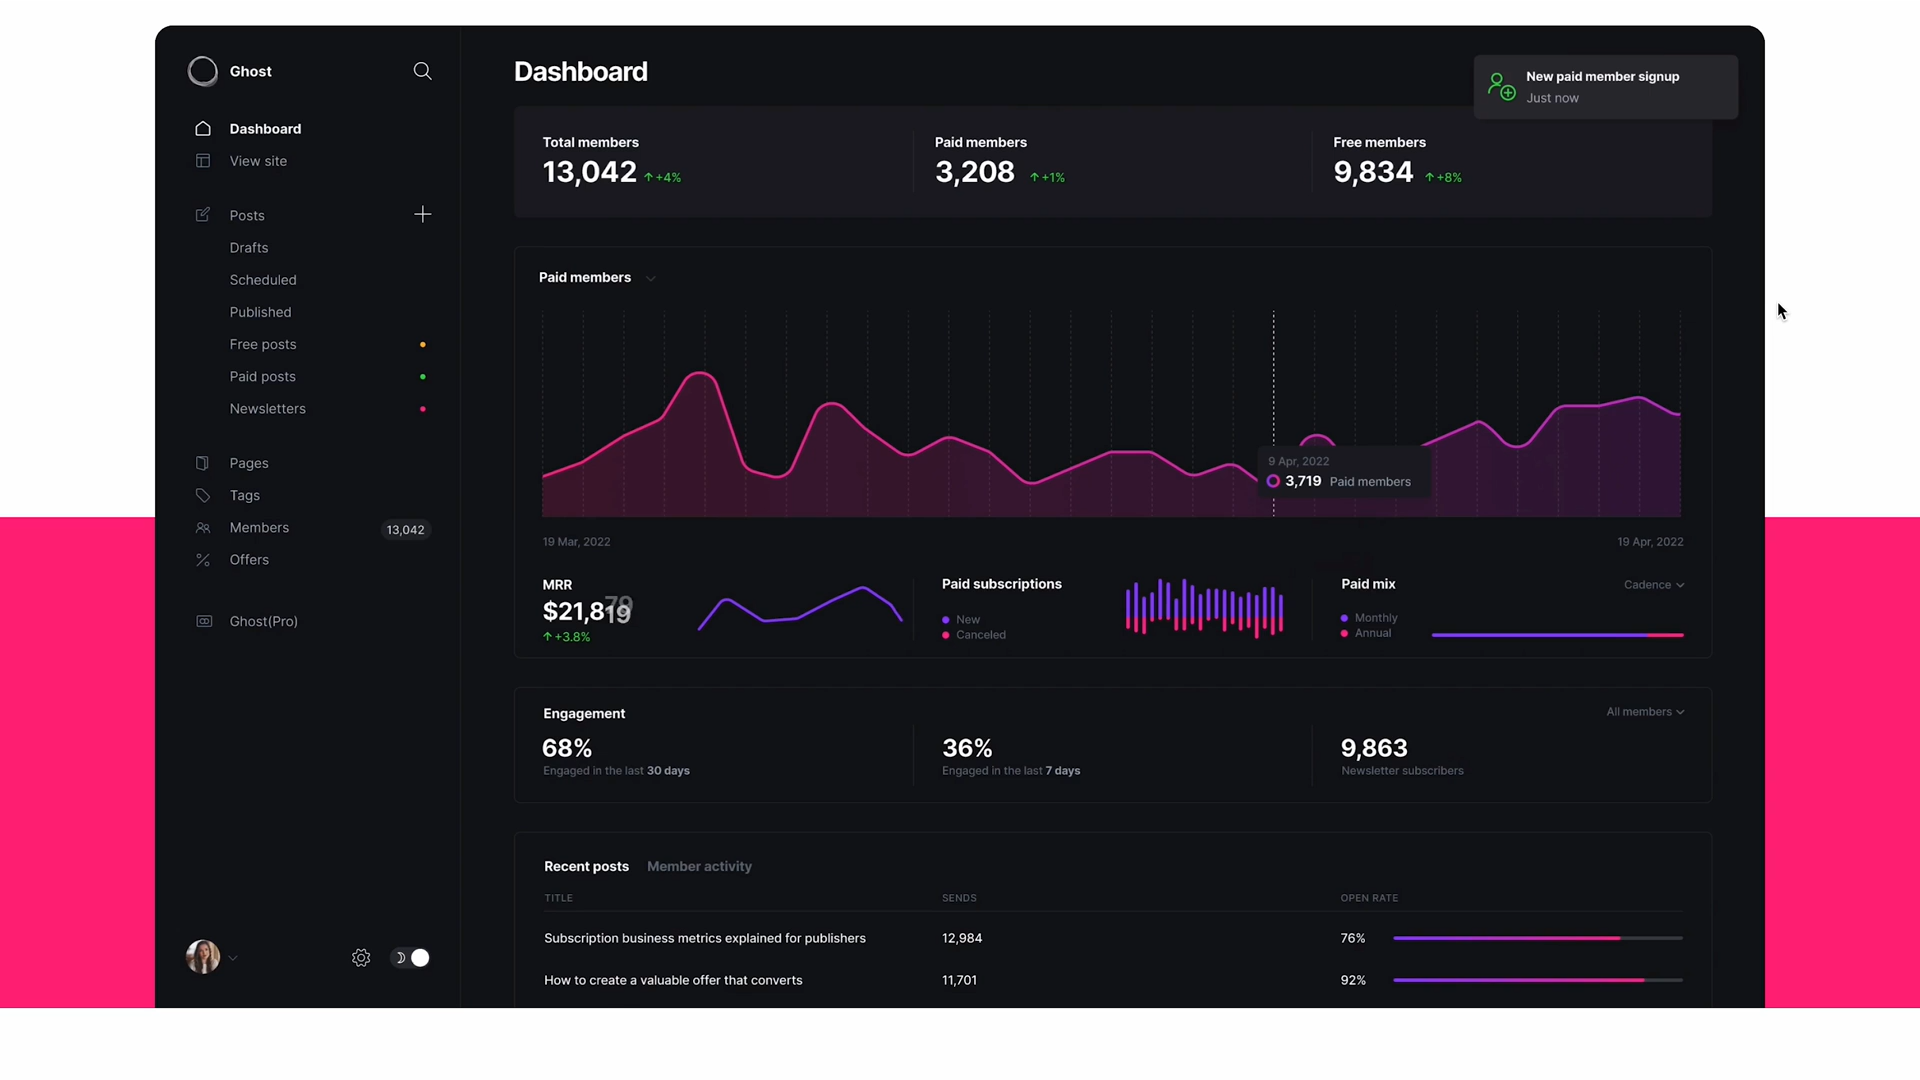 Ghost
Dashboard
View site
Posts
Drafts
Scheduled
Published
Free posts
Paid posts
Newsletters
Pages
Tags
Members 13,042
Offers
Ghost(Pro)
Dashboard
New paid member signup
Just now
Total members
13,042 +4%
Paid members
3,208 +1%
Free members
9,834 +8%
Paid members
9 Apr, 2022
3,719 Paid members
19 Mar, 2022
19 Apr, 2022
MRR
+3.8%
Paid subscriptions
New
Canceled
Paid mix
Cadence
Monthly
Annual
Engagement
All members
68%
Engaged in the last 30 days
36%
Engaged in the last 7 days
9,863
Newsletter subscribers
Recent posts Member activity
TITLE SENDS OPEN RATE
Subscription business metrics explained for publishers 12,984 76%
How to create a valuable offer that converts 11,701 92%